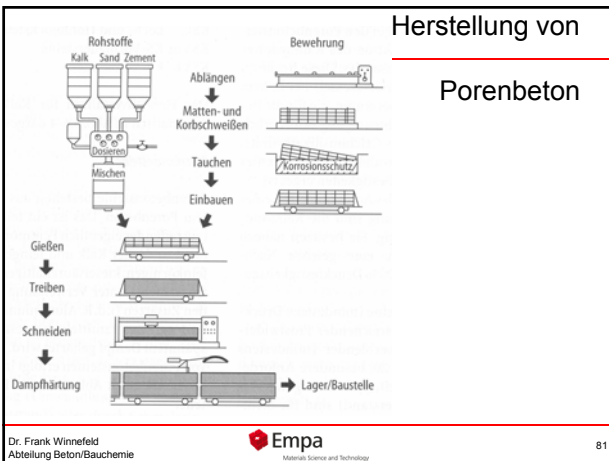 Herstellung von
Porenbeton
Rohstoffe
Kalk Sand Zement
Dosieren
Mischen
Bewehrung
Ablängen
Matten- und
Korbschweißen
Tauchen
Korrosionsschutz
Einbauen
Gießen
Treiben
Schneiden
Dampfhärtung
Lager/Baustelle
Dr. Frank Winnefeld
Abteilung Beton/Bauchemie
Empa
Materials Science and Technology
81